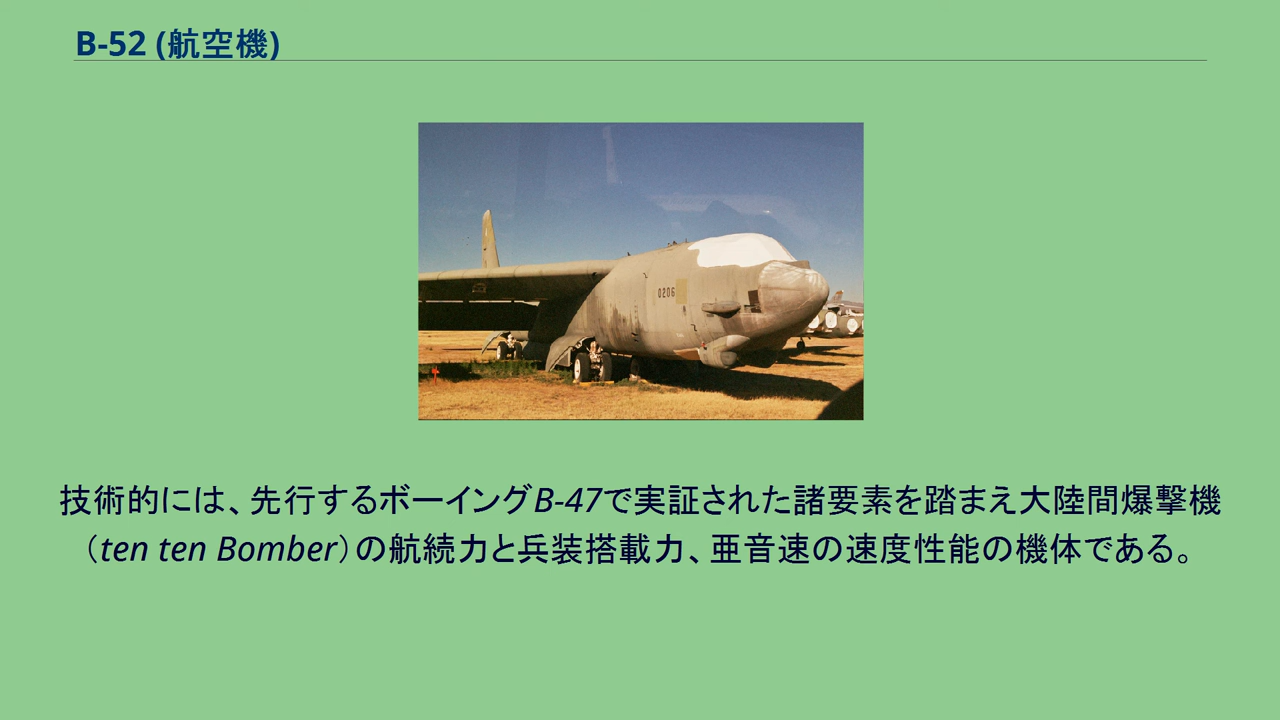 B-52 (航空機)
0206
技術的には、先行するボーイングB-47で実証された諸要素を踏まえ大陸間爆撃機
（ten ten Bomber）の航続力と兵装搭載力、亜音速の速度性能の機体である。